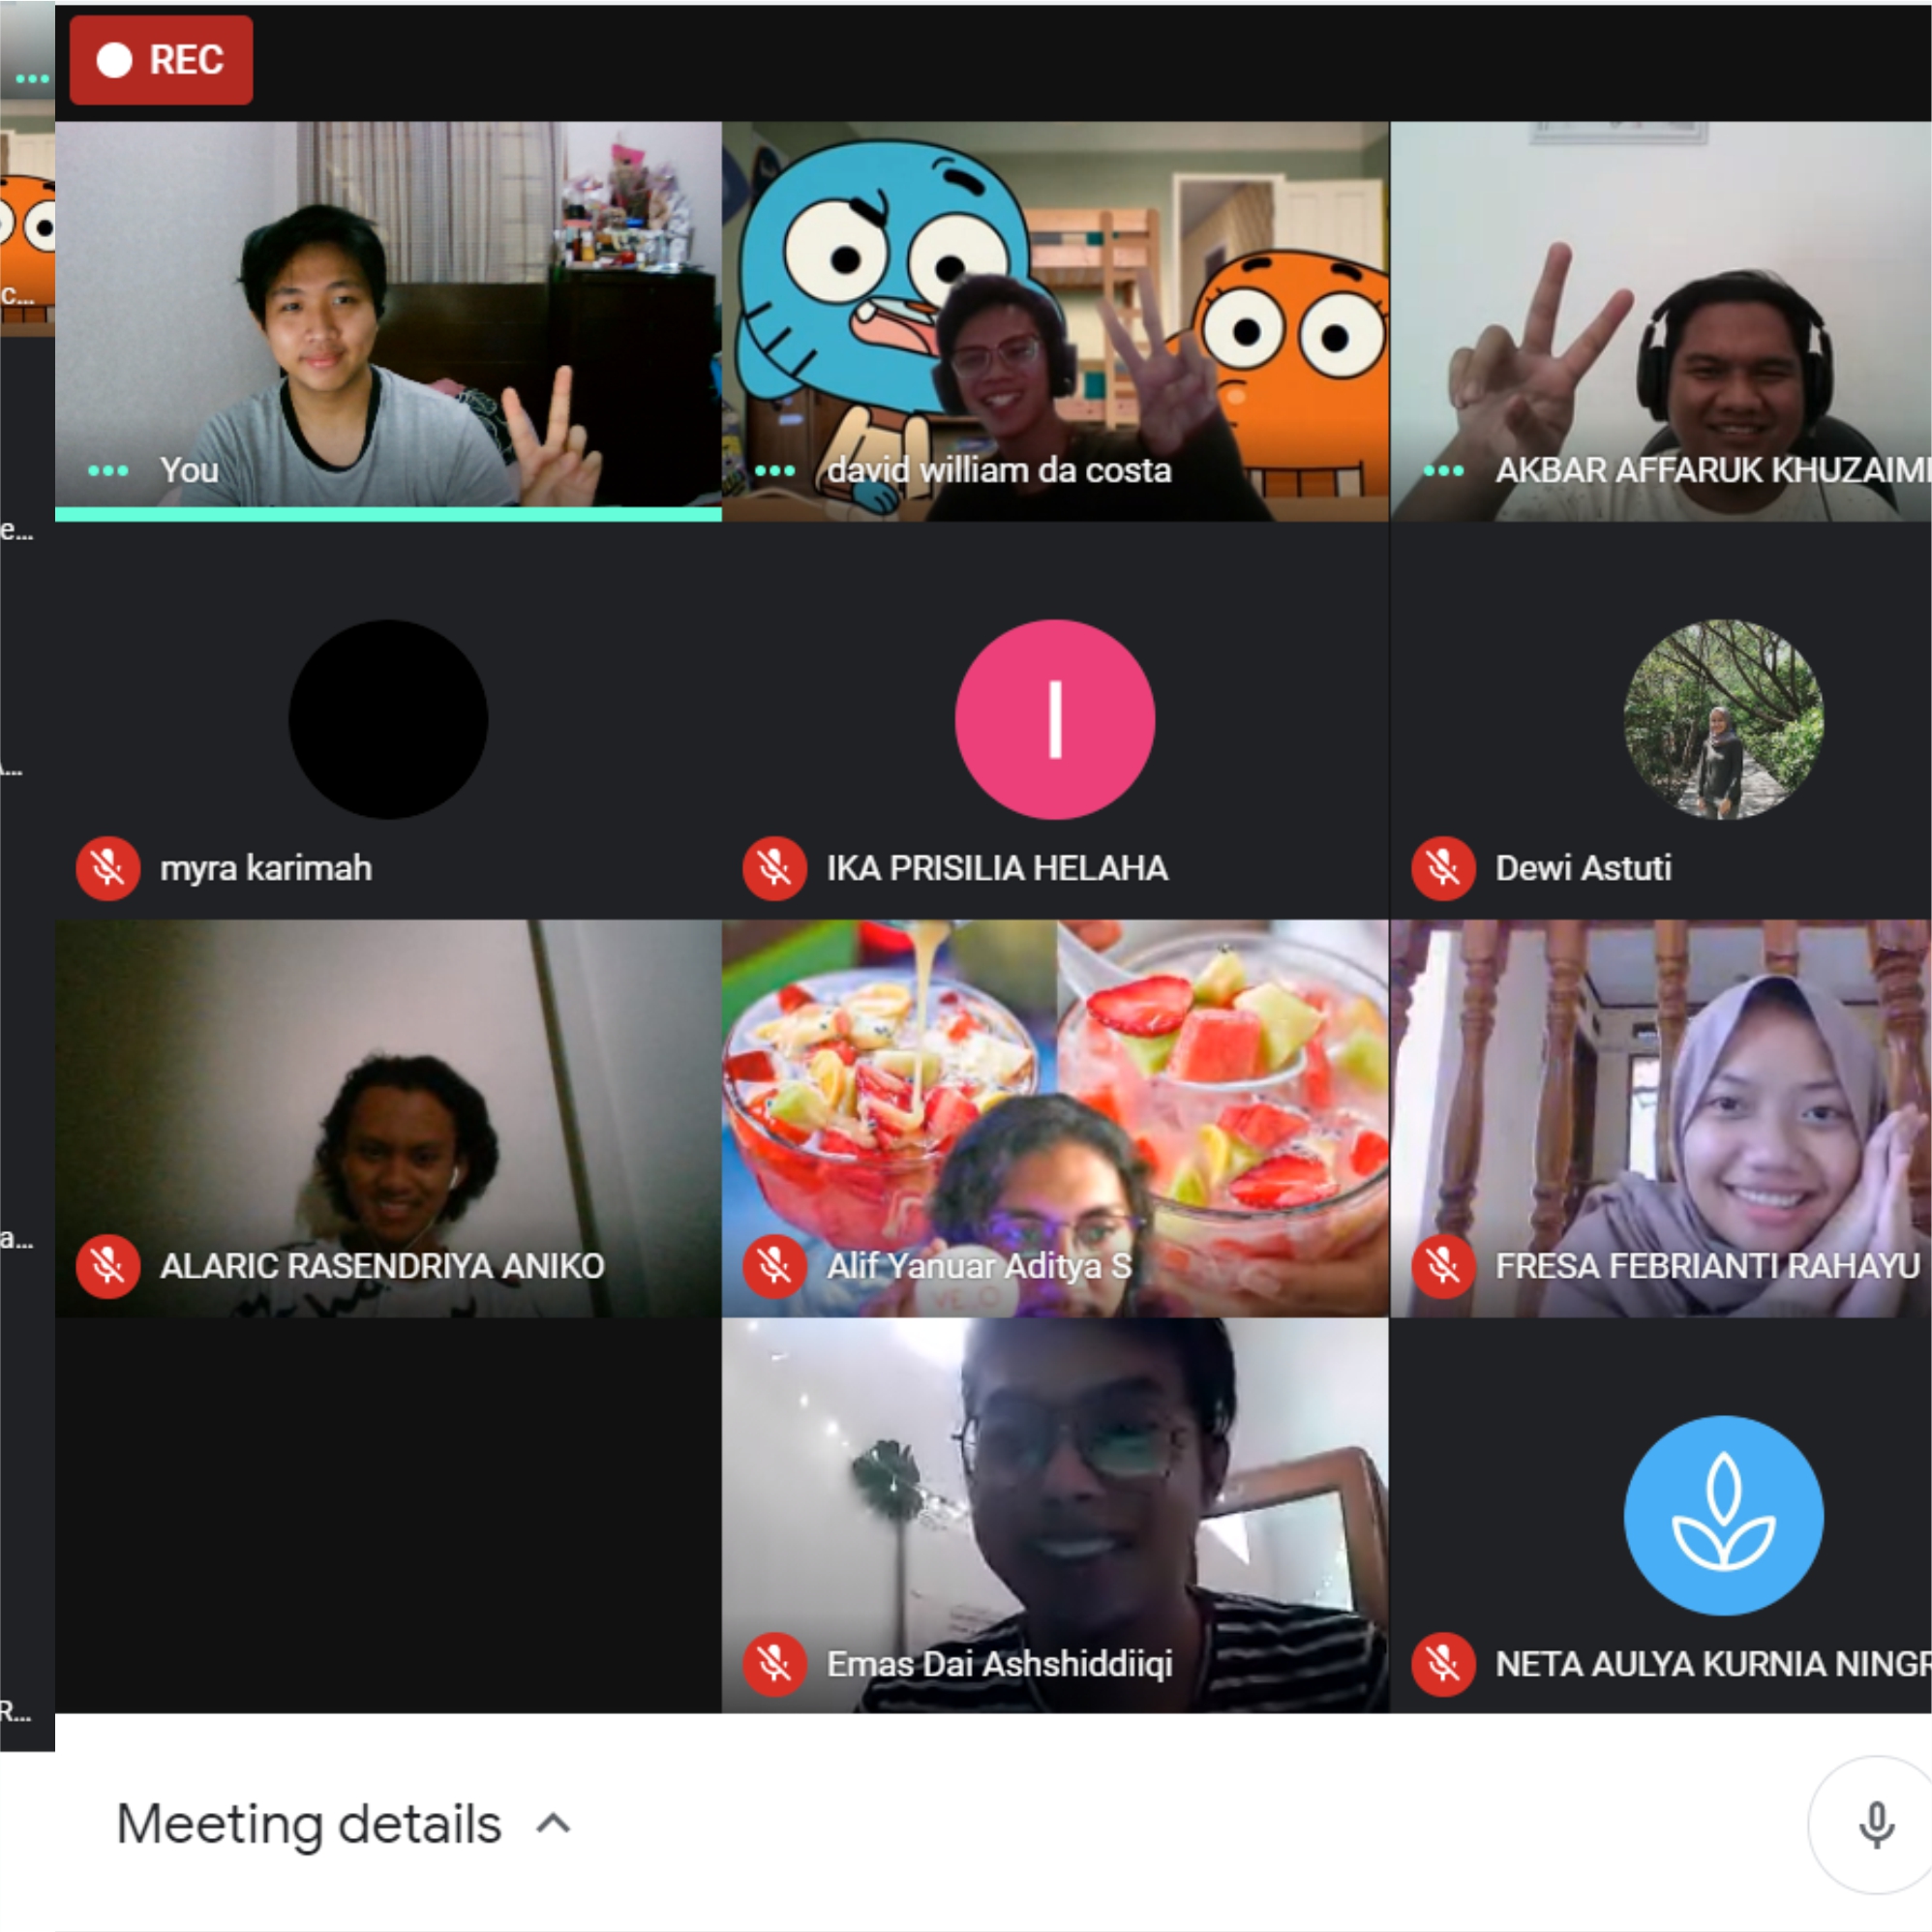 REC
c...
You
david william da costa
AKBAR AFFARUK KHUZAIMI
e...
I
myra karimah
IKA PRISILIA HELAHA
Dewi Astuti
ALARIC RASENDRIYA ANIKO
Alif Yanuar Aditya S
FRESA FEBRIANTI RAHAYU
a...
Emas Dai Ashshiddiiqi
NETA AULYA KURNIA NINGR
R...
Meeting details